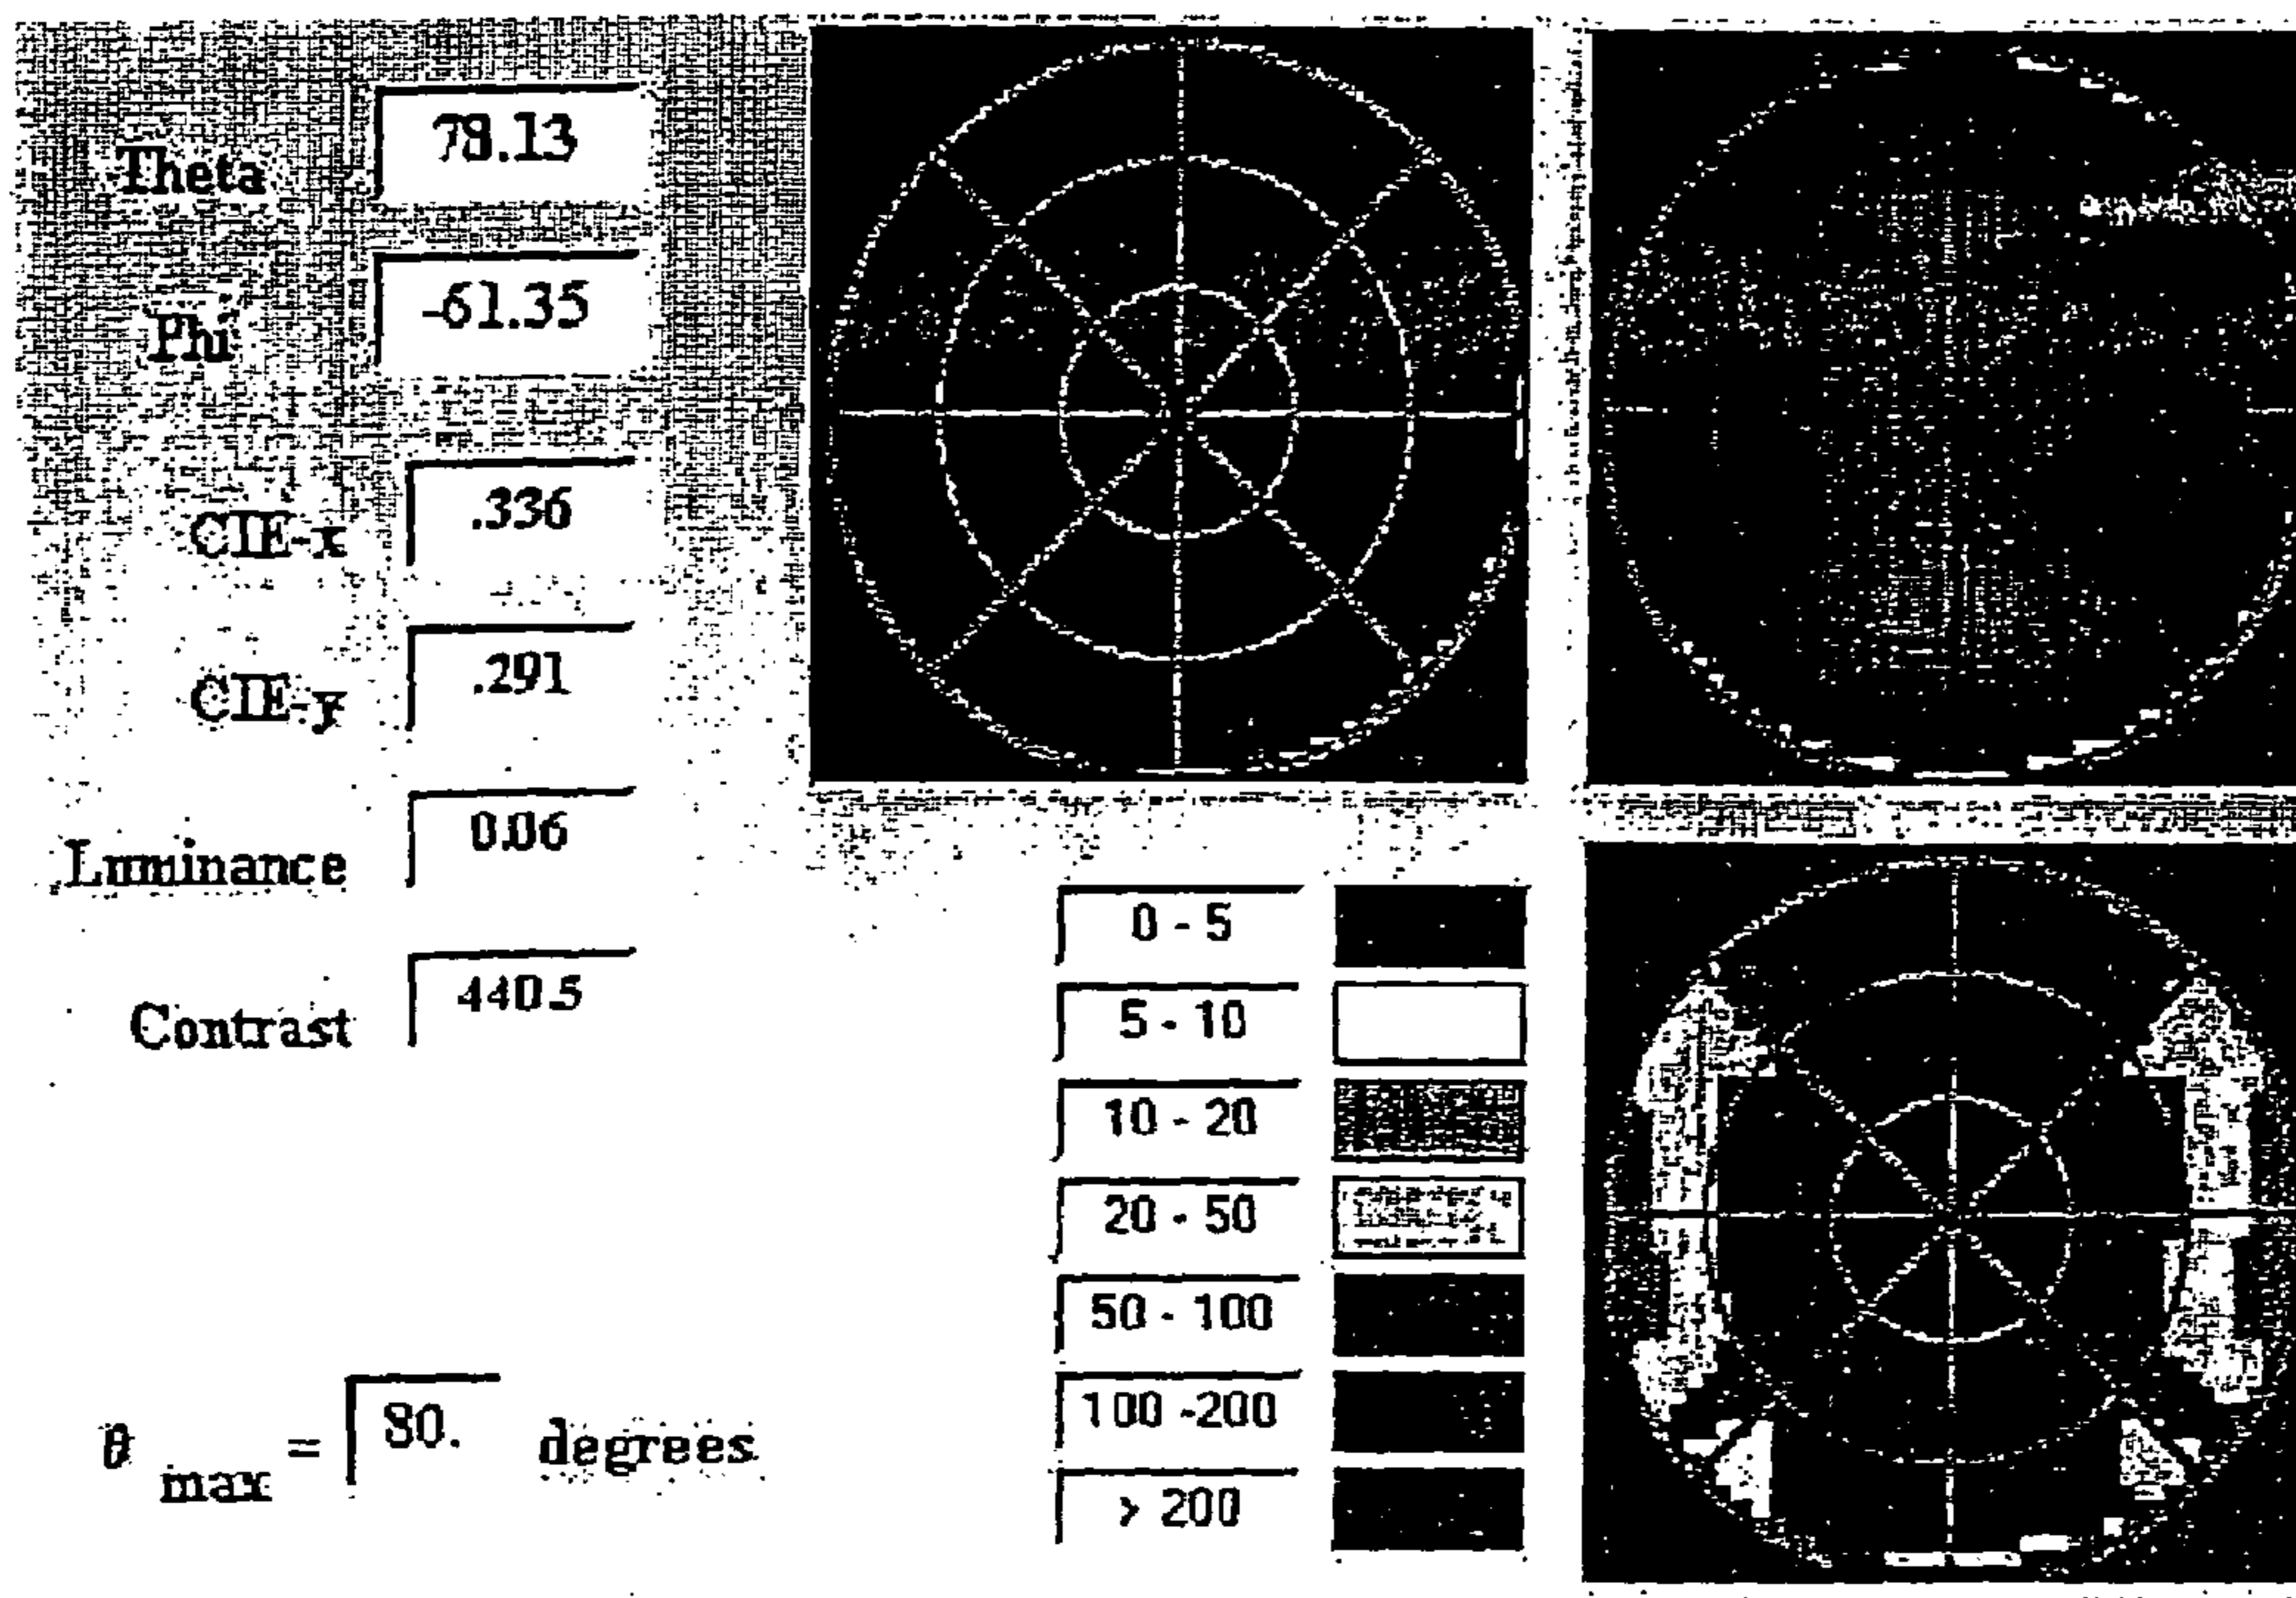 Theta 78.13
Phi -61.35
CIE-x .336
CIE-y .291
Luminance 0.06
Contrast 440.5
θ max = 80. degrees
0 - 5
5 - 10
10 - 20
20 - 50
50 - 100
100 -200
> 200